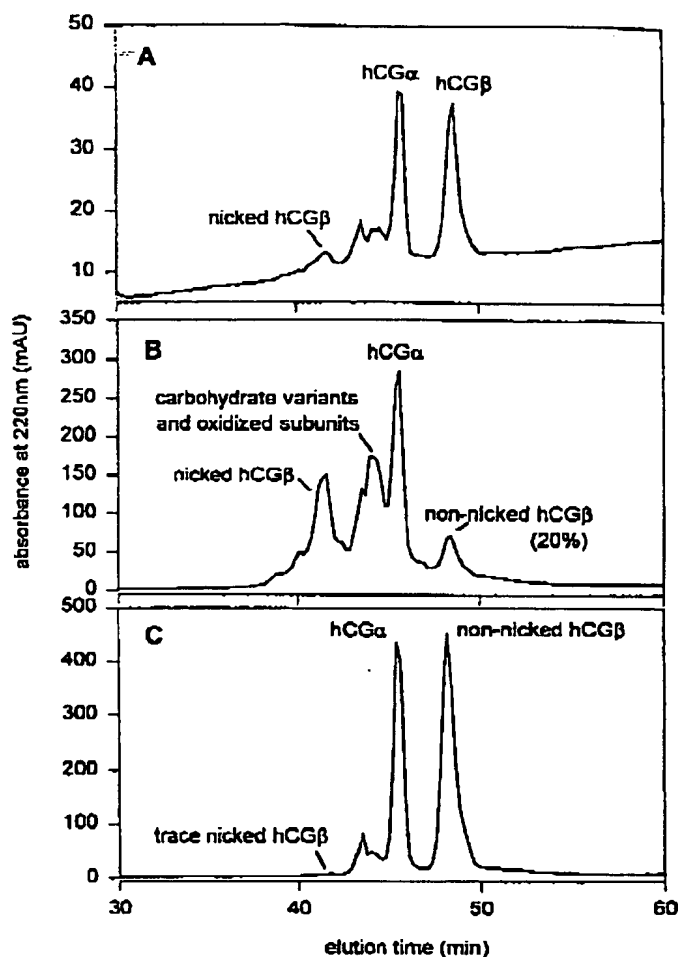 absorbance at 220nm (mAU)
A
50
40
30
20
10
nicked hCGβ
hCGα
hCGβ
B
350
300
250
200
150
100
50
0
hCGα
carbohydrate variants
and oxidized subunits
nicked hCGβ
non-nicked hCGβ
(20%)
C
500
400
300
200
100
0
hCGα
non-nicked hCGβ
trace nicked hCGβ
30
40
50
60
elution time (min)